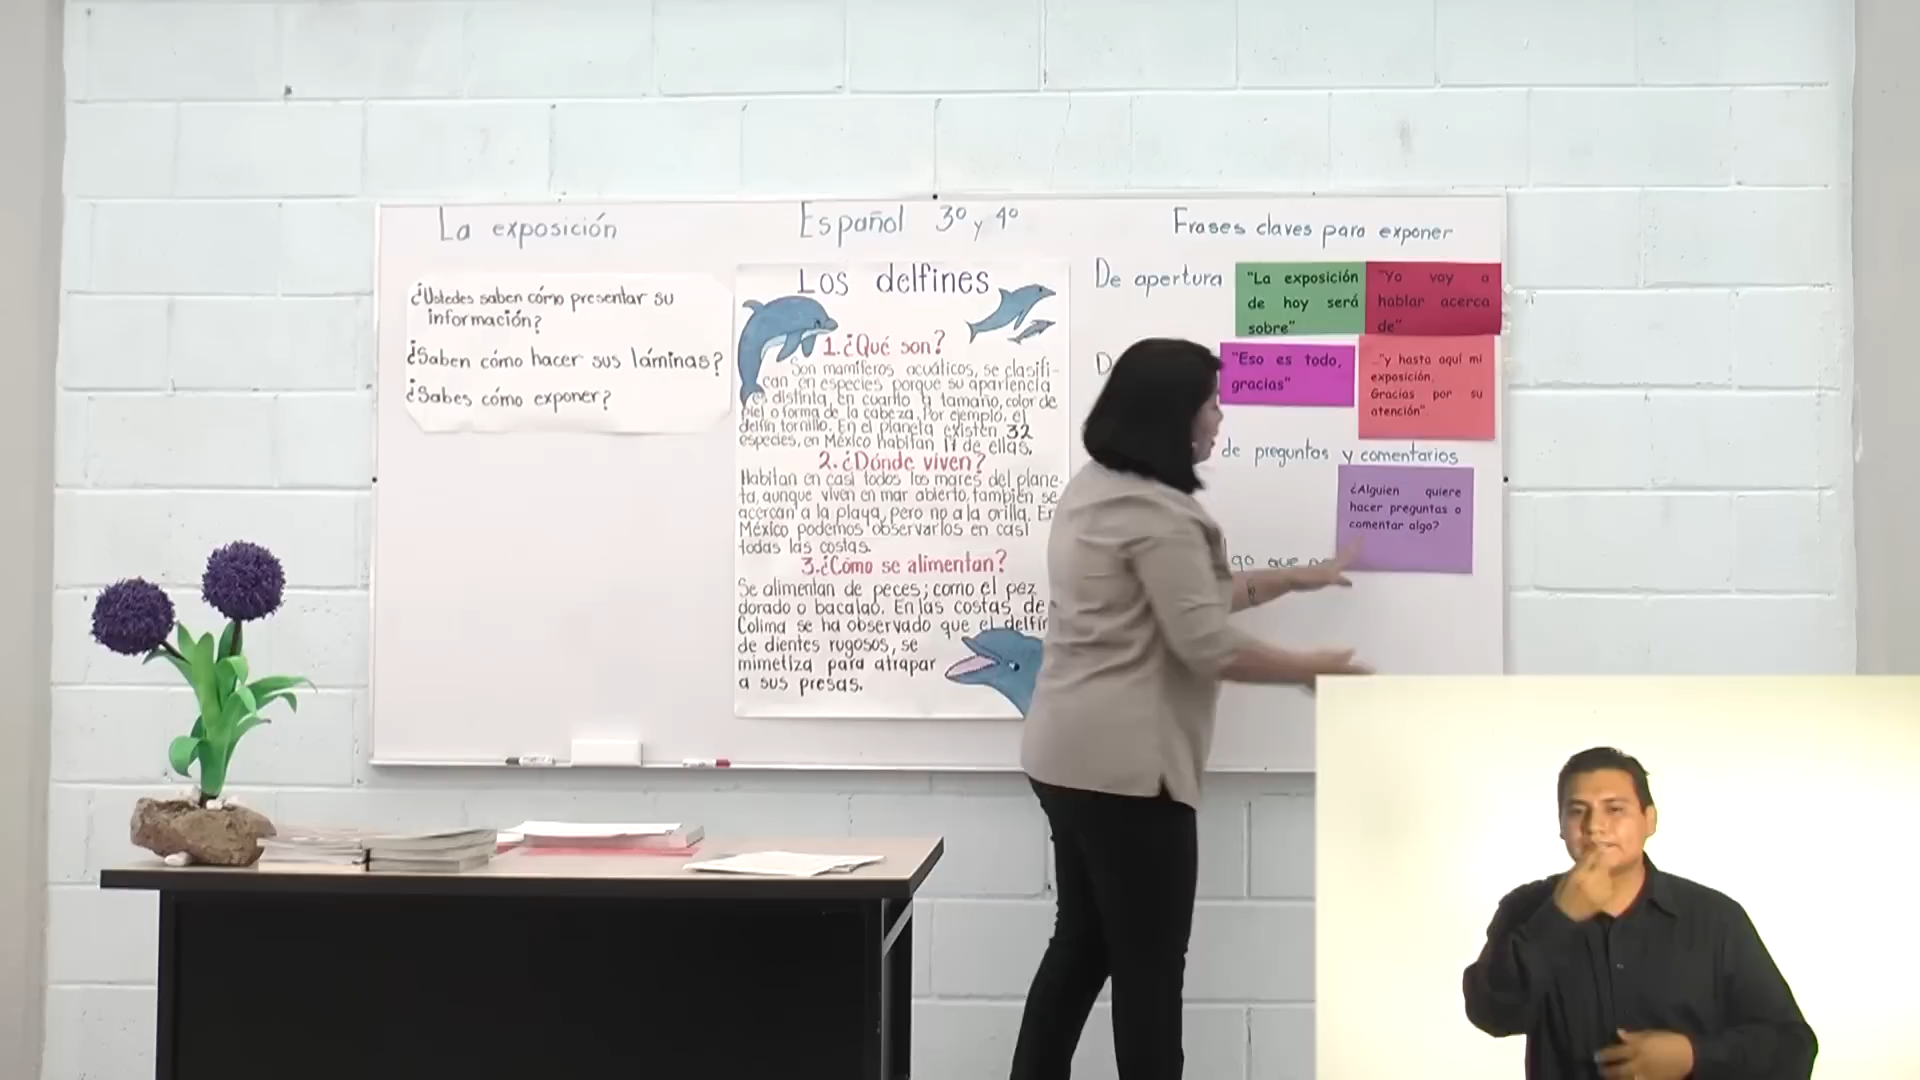 La exposición
¿Ustedes saben cómo presentar su
información?
¿Saben cómo hacer sus láminas?
¿Sabes cómo exponer?
Español 3º y 4º
Los delfines
1.¿Qué son?
Son mamíferos acuáticos, se clasifi-
can en especies porque su apariencia
es distinta, en cuanto a tamaño, color de
piel o forma de la cabeza. Por ejemplo, el
delfín tornillo. En el planeta existen 32
especies, en México habitan 17 de ellas.
2.¿Dónde viven?
Habitan en casi todos los mares del plane-
ta, aunque viven en mar abierto, también se
acercan a la playa, pero no a la orilla. En
México podemos observarlos en casi
todas las costas.
3.¿Cómo se alimentan?
Se alimentan de peces; como el pez
dorado o bacalao. En las costas de
Colima se ha observado que el delfín
de dientes rugosos, se
mimetiza para atrapar
a sus presas.
Frases claves para exponer
De apertura
"La exposición
de hoy será
sobre"
"Yo voy a
hablar acerca
de"
"Eso es todo,
gracias"
..."y hasta aquí mi
exposición.
Gracias por su
atención".
de preguntas y comentarios
¿Alguien quiere
hacer preguntas o
comentar algo?
que